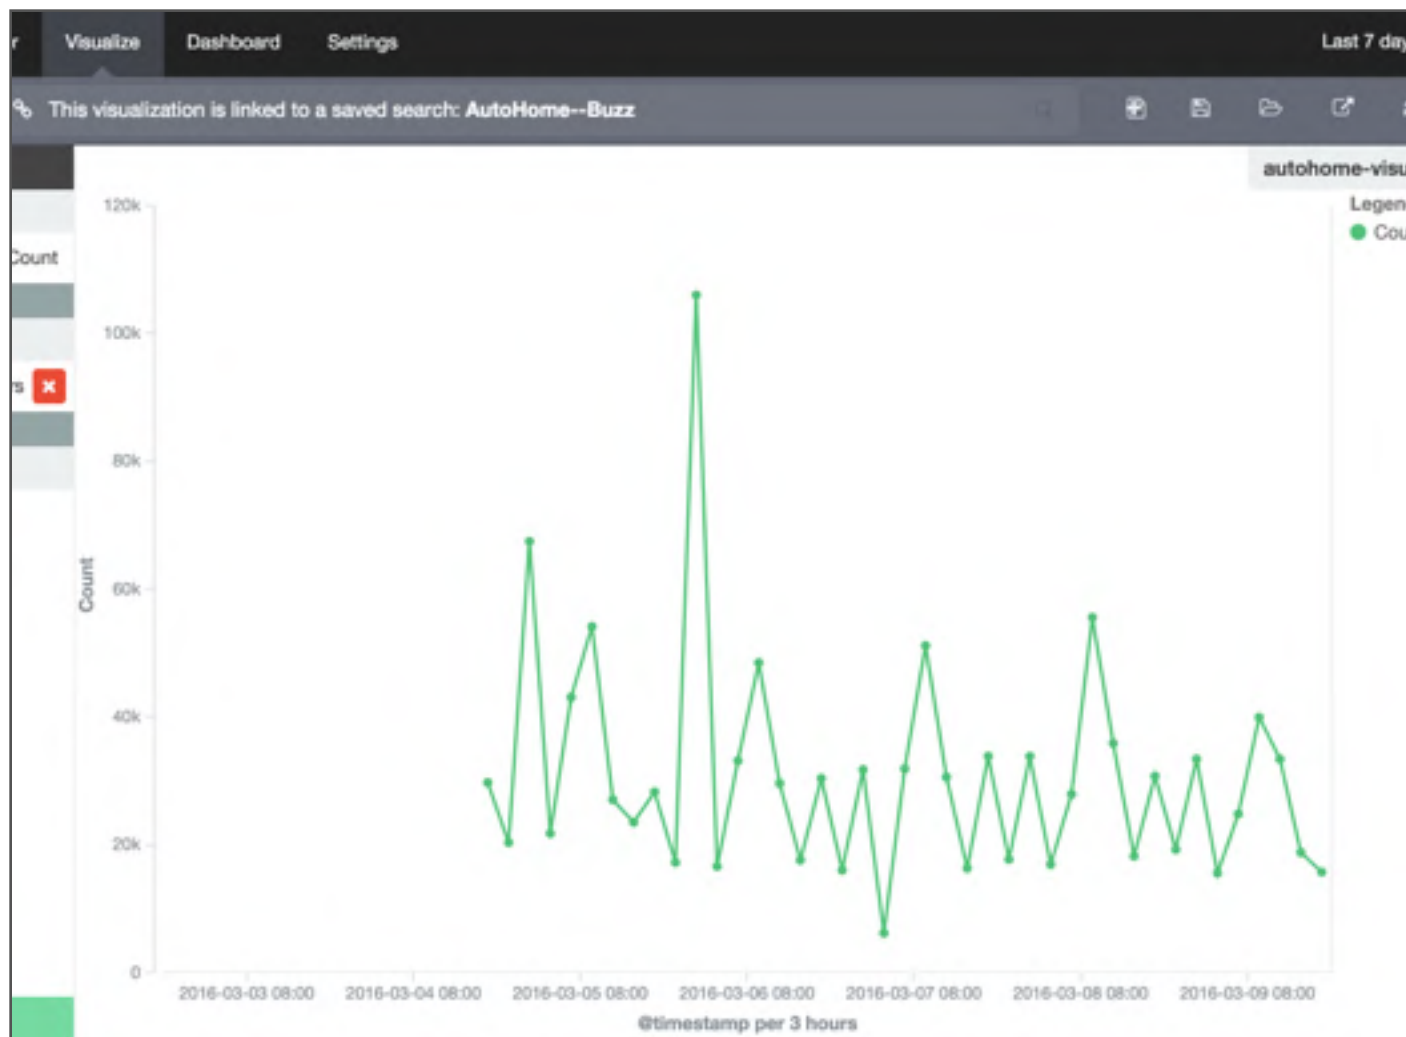 r Visualize Dashboard Settings Last 7 day
This visualization is linked to a saved search: AutoHome--Buzz
autohome-visu
Legen
Cou
Count
rs
120k
100k
80k
60k
40k
20k
0
Count
2016-03-03 08:00 2016-03-04 08:00 2016-03-05 08:00 2016-03-06 08:00 2016-03-07 08:00 2016-03-08 08:00 2016-03-09 08:00
@timestamp per 3 hours